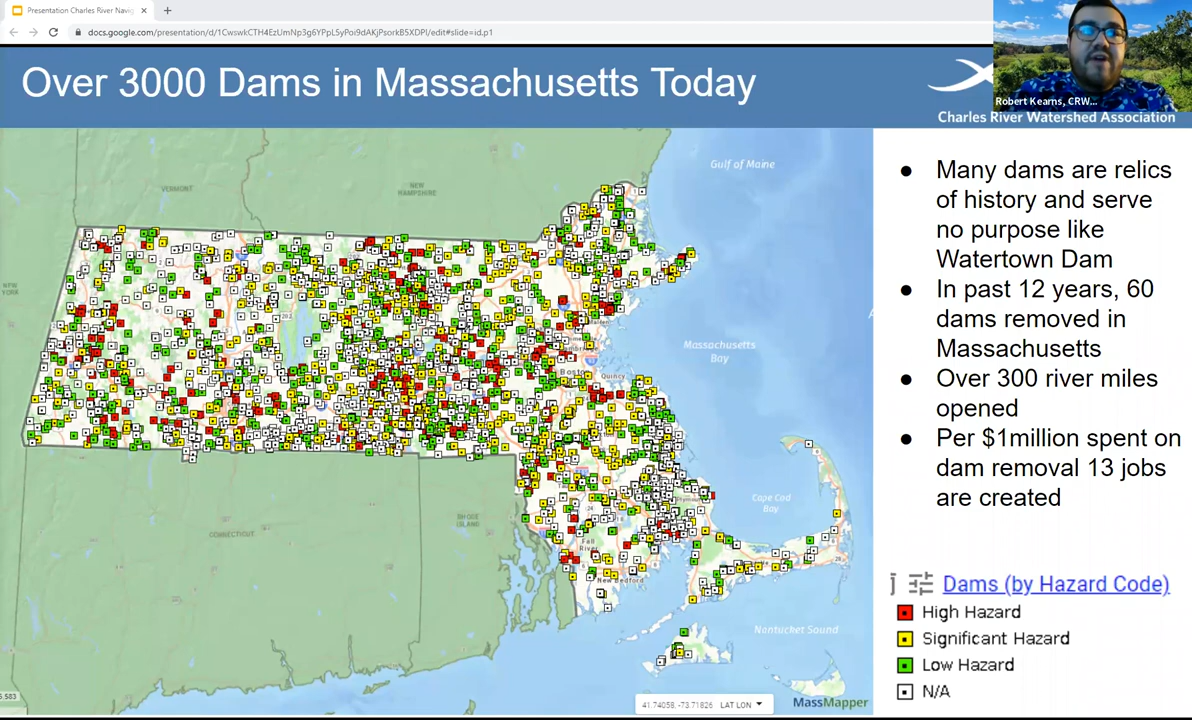 Presentation Charles River Navig
docs.google.com/presentation/d/1CwswkCTH4EzUmNp3g6YPpL5yPoi9dAKjPsorkB5XDPI/edit#slide=id.p1
Over 3000 Dams in Massachusetts Today
Robert Kearns, CRW...
Charles River Watershed Association
Gulf of Maine
VERMONT
NEW
HAMPSHIRE
NEW
YORK
Massachusetts
Bay
Boston
Quincy
Cape Cod
Bay
RHODE
ISLAND
CONNECTICUT
Fall
River
New Bedford
Nantucket Sound
5.583
41.74058, -73.71826 LAT LON
MassMapper
● Many dams are relics
of history and serve
no purpose like
Watertown Dam
● In past 12 years, 60
dams removed in
Massachusetts
● Over 300 river miles
opened
● Per $1million spent on
dam removal 13 jobs
are created
Dams (by Hazard Code)
High Hazard
Significant Hazard
Low Hazard
N/A